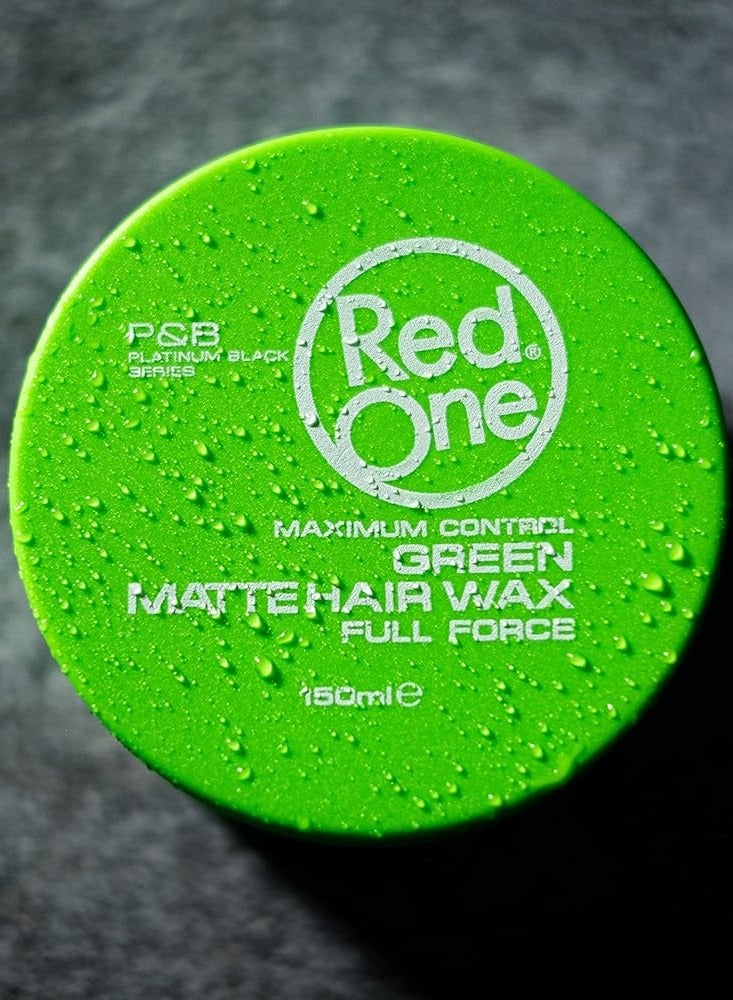 P&B
PLATINUM BLACK
SERIES
Red®
One
MAXIMUM CONTROL
GREEN
MATTE HAIR WAX
FULL FORCE
150ml e